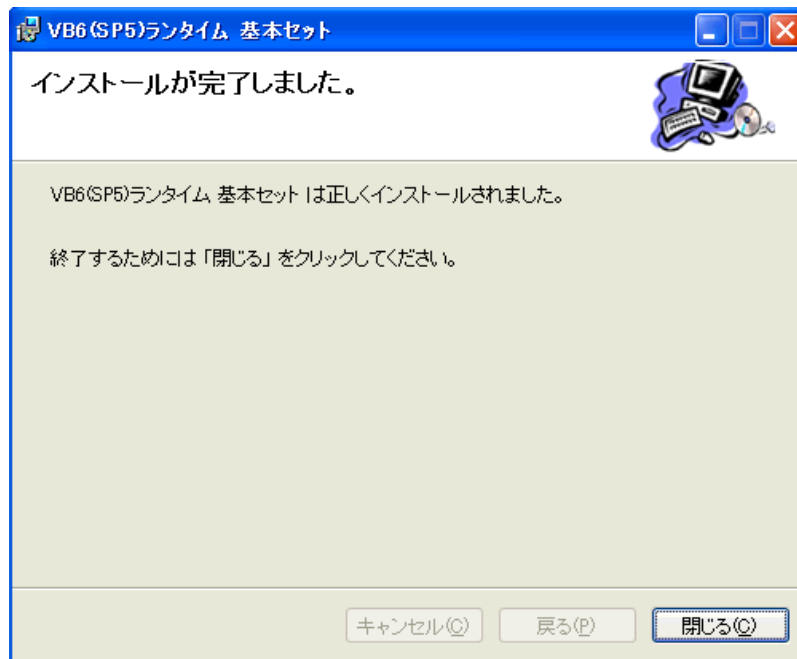 VB6(SP5)ランタイム 基本セット
インストールが完了しました。
VB6(SP5)ランタイム 基本セット は正しくインストールされました。
終了するためには「閉じる」をクリックしてください。
キャンセル(C)
戻る(P)
閉じる(C)